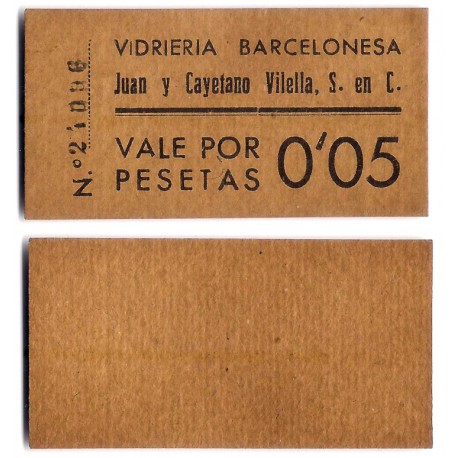 VIDRIERIA BARCELONESA
Juan y Cayetano Vilella, S. en C.
VALE POR
PESETAS 0'05
N.º 21096